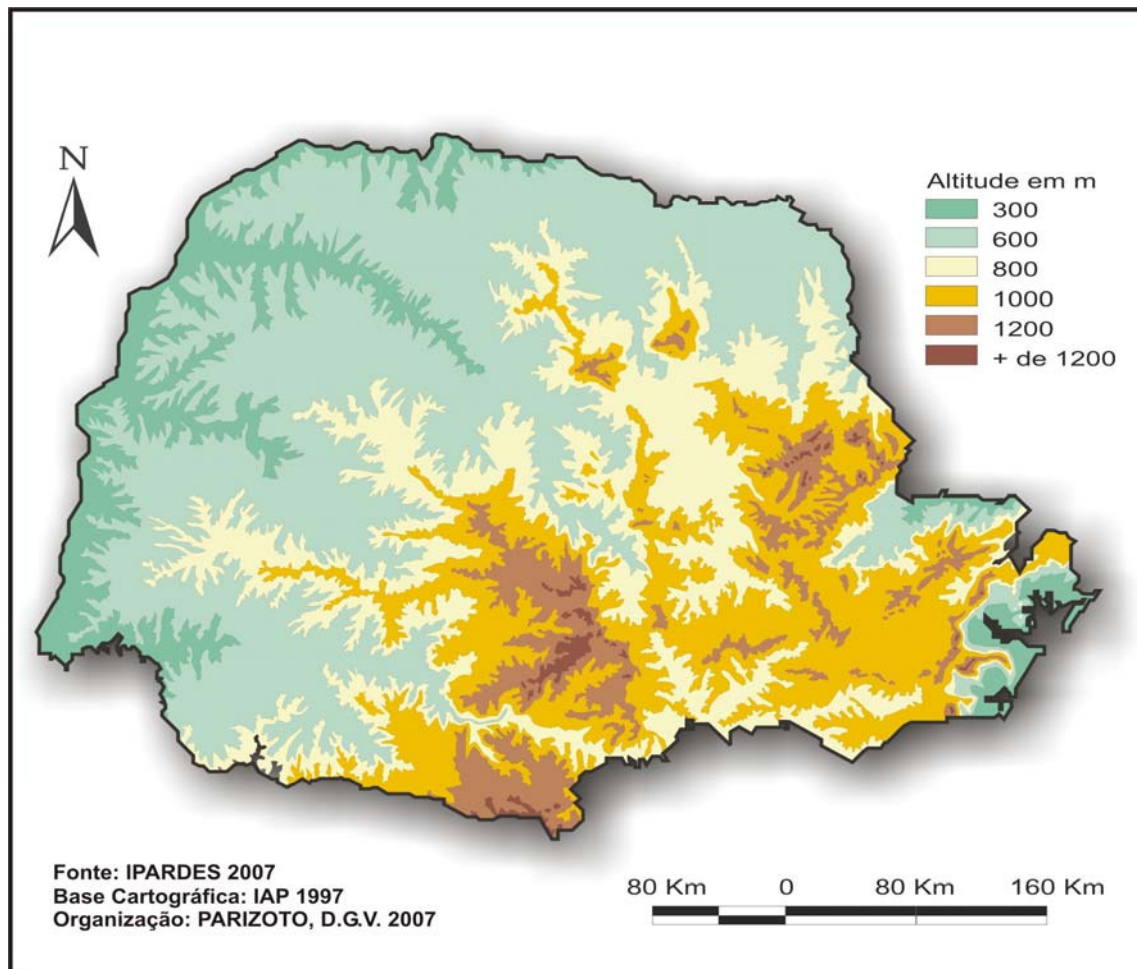 N
Altitude em m
300
600
800
1000
1200
+ de 1200
Fonte: IPARDES 2007
Base Cartográfica: IAP 1997
Organização: PARIZOTO, D.G.V. 2007
80 Km 0 80 Km 160 Km